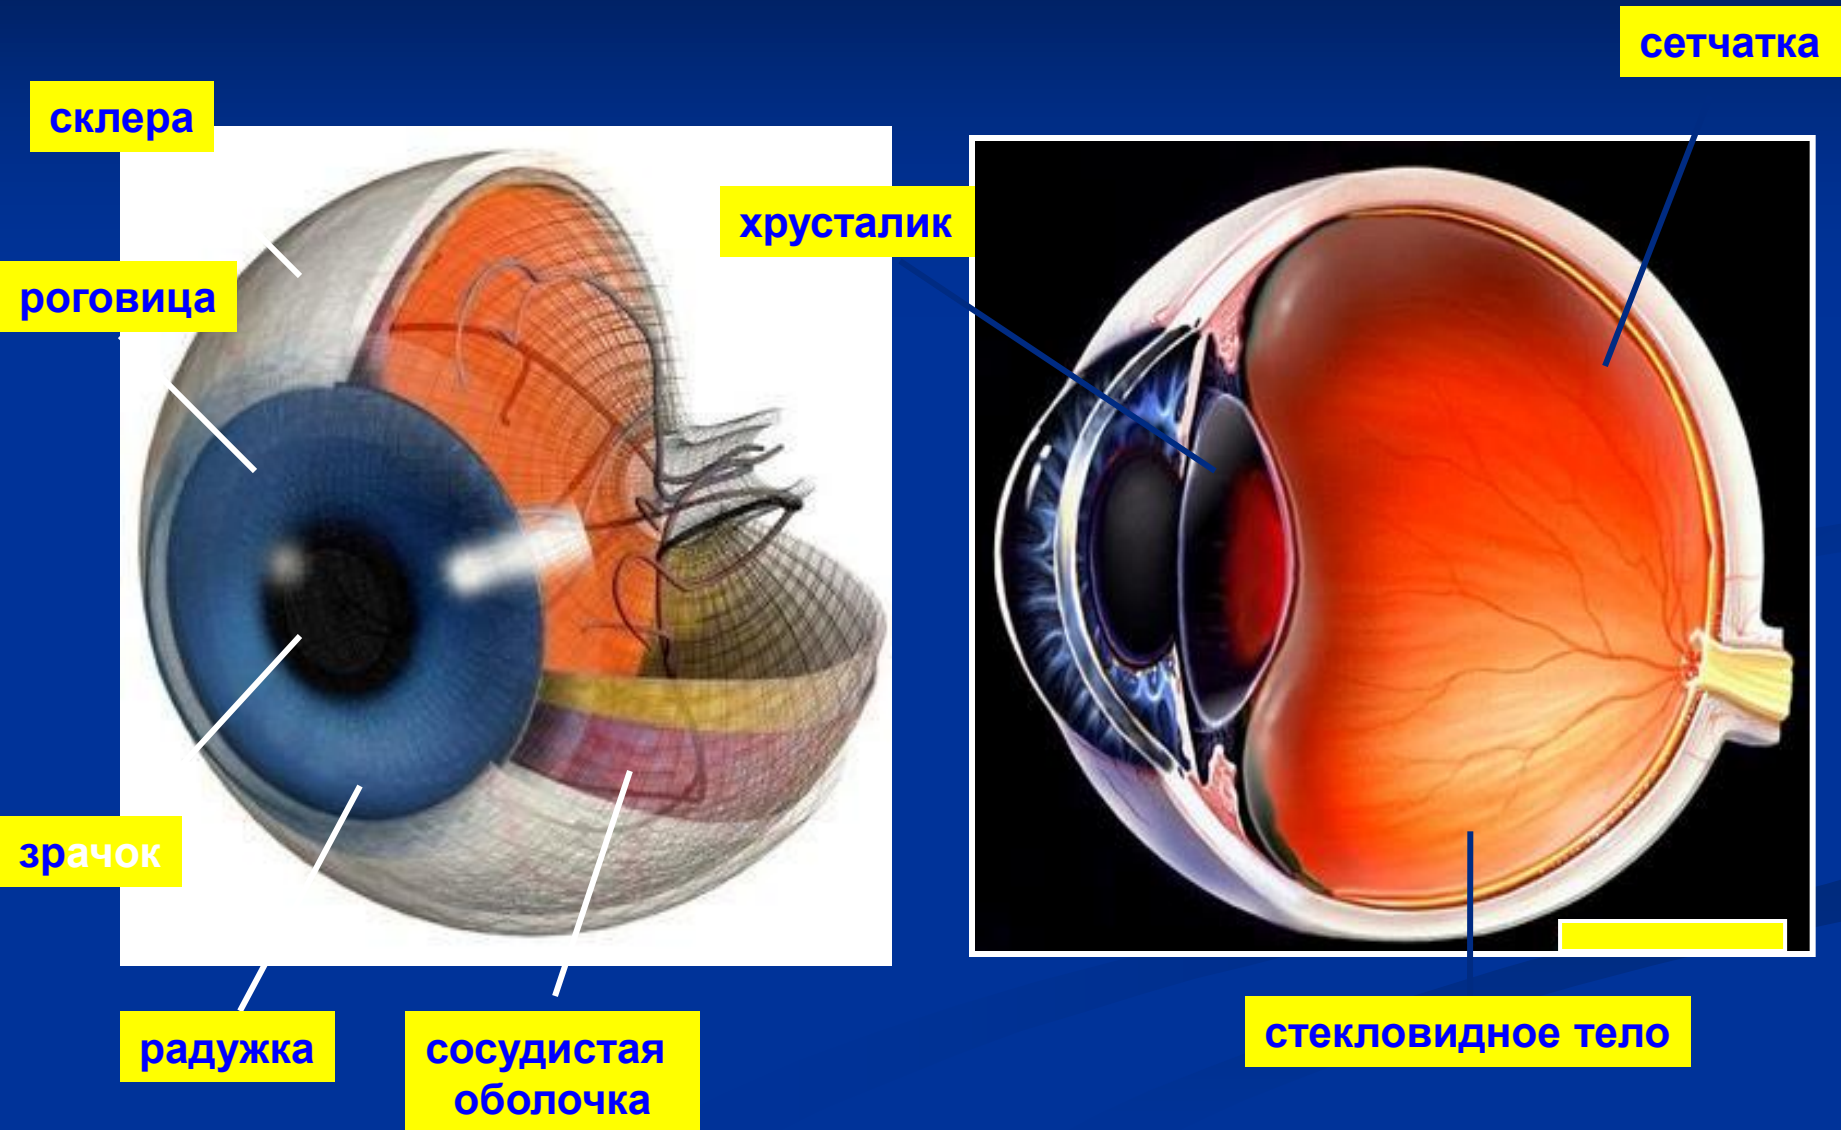 сетчатка
склера
хрусталик
роговица
зрачок
радужка
сосудистая
оболочка
стекловидное тело